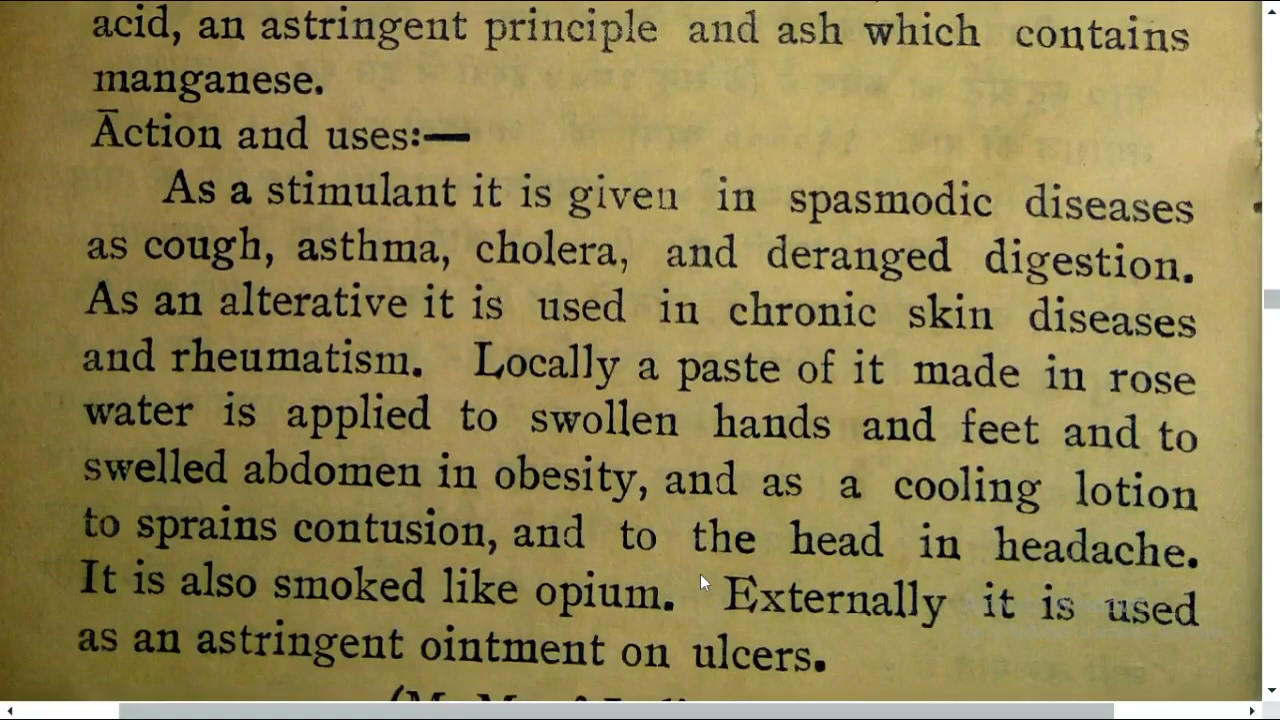 acid, an astringent principle and ash which contains
manganese.
Āction and uses:—
As a stimulant it is given in spasmodic diseases
as cough, asthma, cholera, and deranged digestion.
As an alterative it is used in chronic skin diseases
and rheumatism. Locally a paste of it made in rose
water is applied to swollen hands and feet and to
swelled abdomen in obesity, and as a cooling lotion
to sprains contusion, and to the head in headache.
It is also smoked like opium. Externally it is used
as an astringent ointment on ulcers.